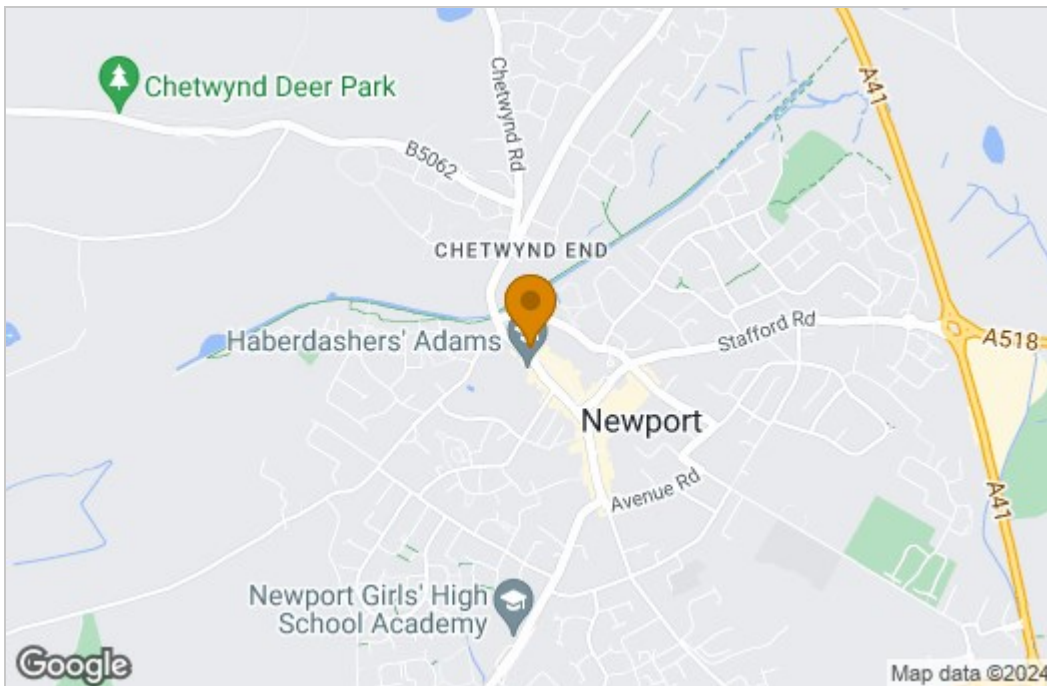 Chetwynd Deer Park
B5062
Chetwynd Rd
A41
CHETWYND END
Haberdashers' Adams
Stafford Rd
A518
Newport
Avenue Rd
A41
Newport Girls' High
School Academy
Google
Map data ©2024